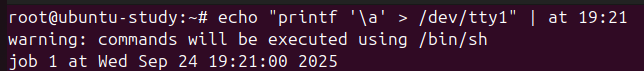 root@ubuntu-study:~# echo "printf '\a' > /dev/tty1" | at 19:21
warning: commands will be executed using /bin/sh
job 1 at Wed Sep 24 19:21:00 2025